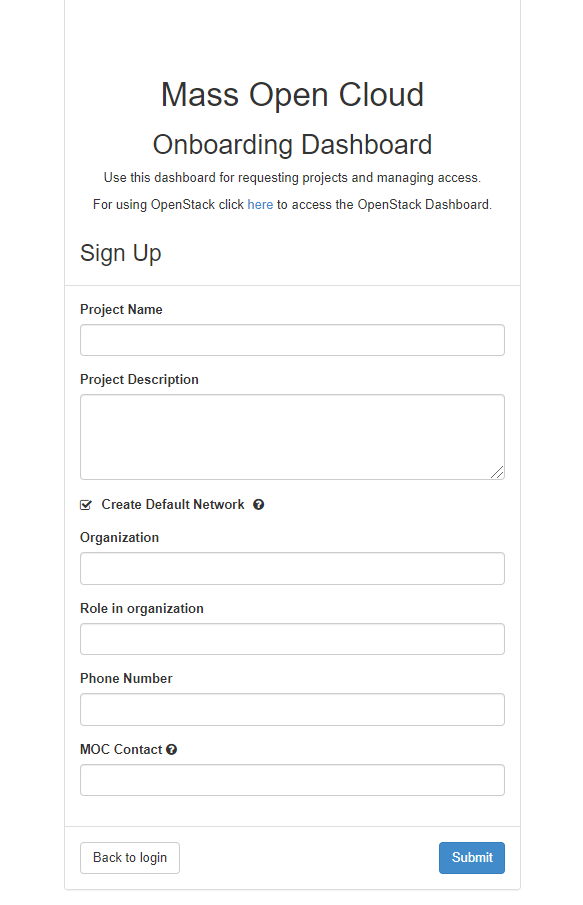 Mass Open Cloud
Onboarding Dashboard
Use this dashboard for requesting projects and managing access.
For using OpenStack click here to access the OpenStack Dashboard.
Sign Up
Project Name
Project Description
Create Default Network
Organization
Role in organization
Phone Number
MOC Contact
Back to login
Submit